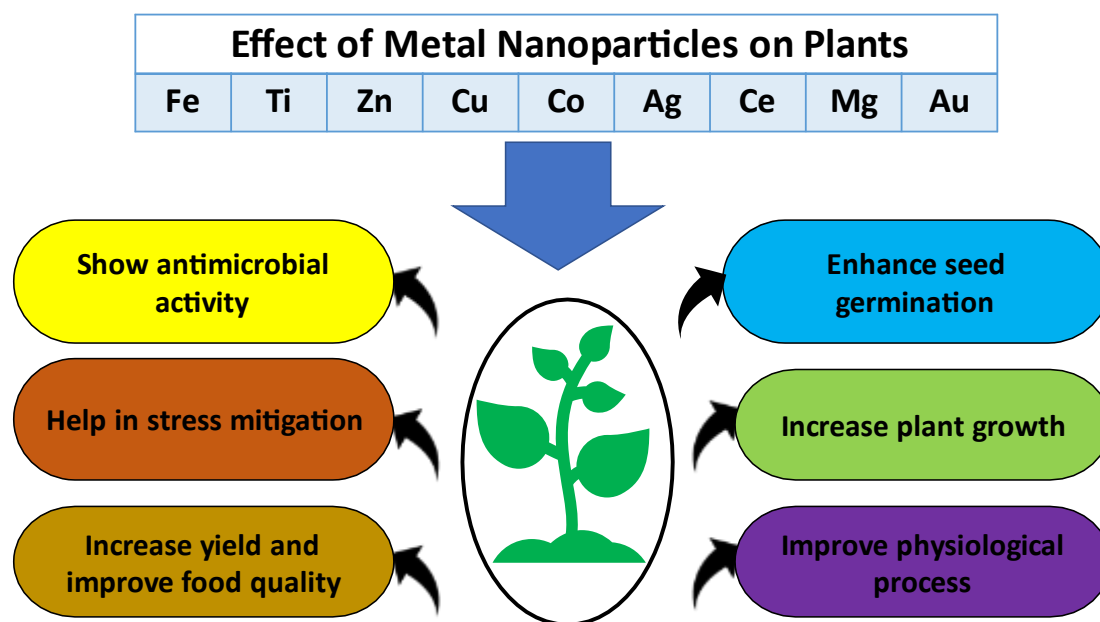 Effect of Metal Nanoparticles on Plants
Fe Ti Zn Cu Co Ag Ce Mg Au
Show antimicrobial
activity
Help in stress mitigation
Increase yield and
improve food quality
Enhance seed
germination
Increase plant growth
Improve physiological
process